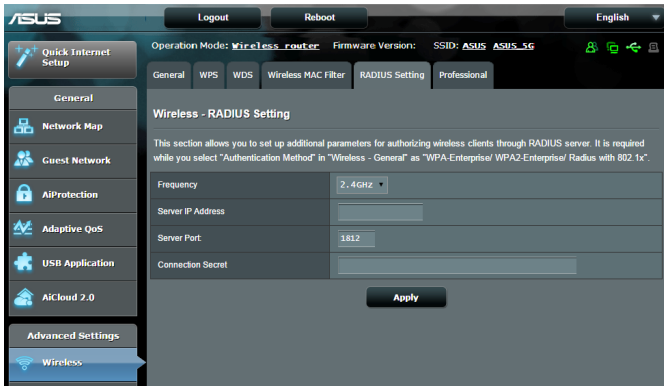 ASUS
Logout
Reboot
English
Quick Internet
Setup
Operation Mode: Wireless router Firmware Version: SSID: ASUS ASUS_5G
General
WPS
WDS
Wireless MAC Filter
RADIUS Setting
Professional
General
Network Map
Guest Network
AiProtection
Adaptive QoS
USB Application
AiCloud 2.0
Advanced Settings
Wireless
Wireless - RADIUS Setting
This section allows you to set up additional parameters for authorizing wireless clients through RADIUS server. It is required
while you select "Authentication Method" in "Wireless - General" as "WPA-Enterprise/ WPA2-Enterprise/ Radius with 802.1x".
Frequency 2.4GHz
Server IP Address
Server Port: 1812
Connection Secret
Apply